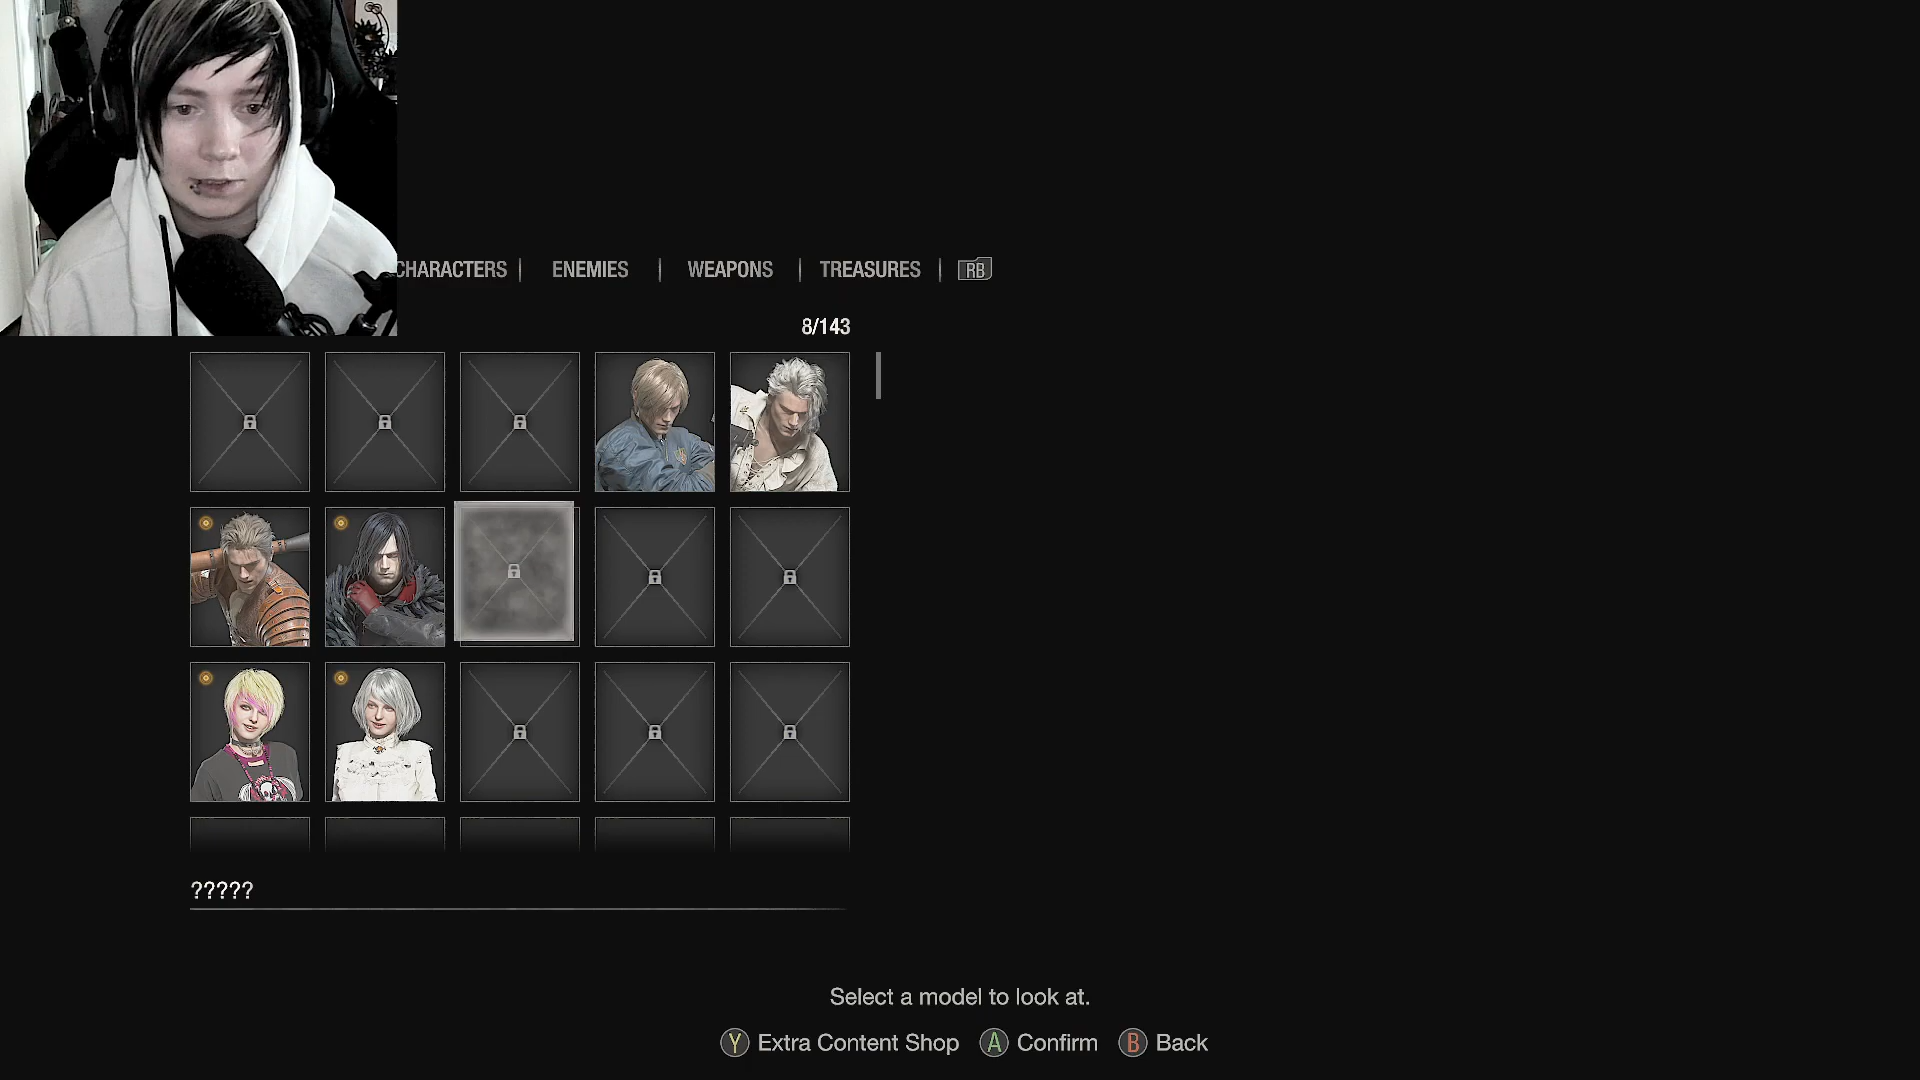 CHARACTERS | ENEMIES | WEAPONS | TREASURES | RB
8/143
?????
Select a model to look at.
Y Extra Content Shop A Confirm B Back